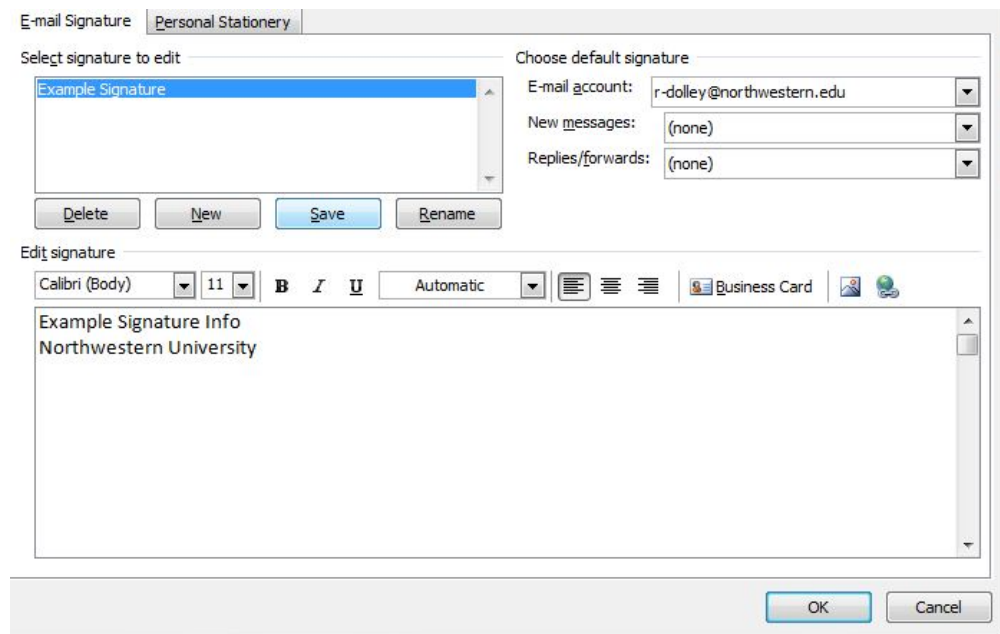 E-mail Signature
Personal Stationery
Select signature to edit
Example Signature
Delete
New
Save
Rename
Choose default signature
E-mail account: r-dolley@northwestern.edu
New messages: (none)
Replies/forwards: (none)
Edit signature
Calibri (Body) 11 B I U Automatic Business Card
Example Signature Info
Northwestern University
OK
Cancel